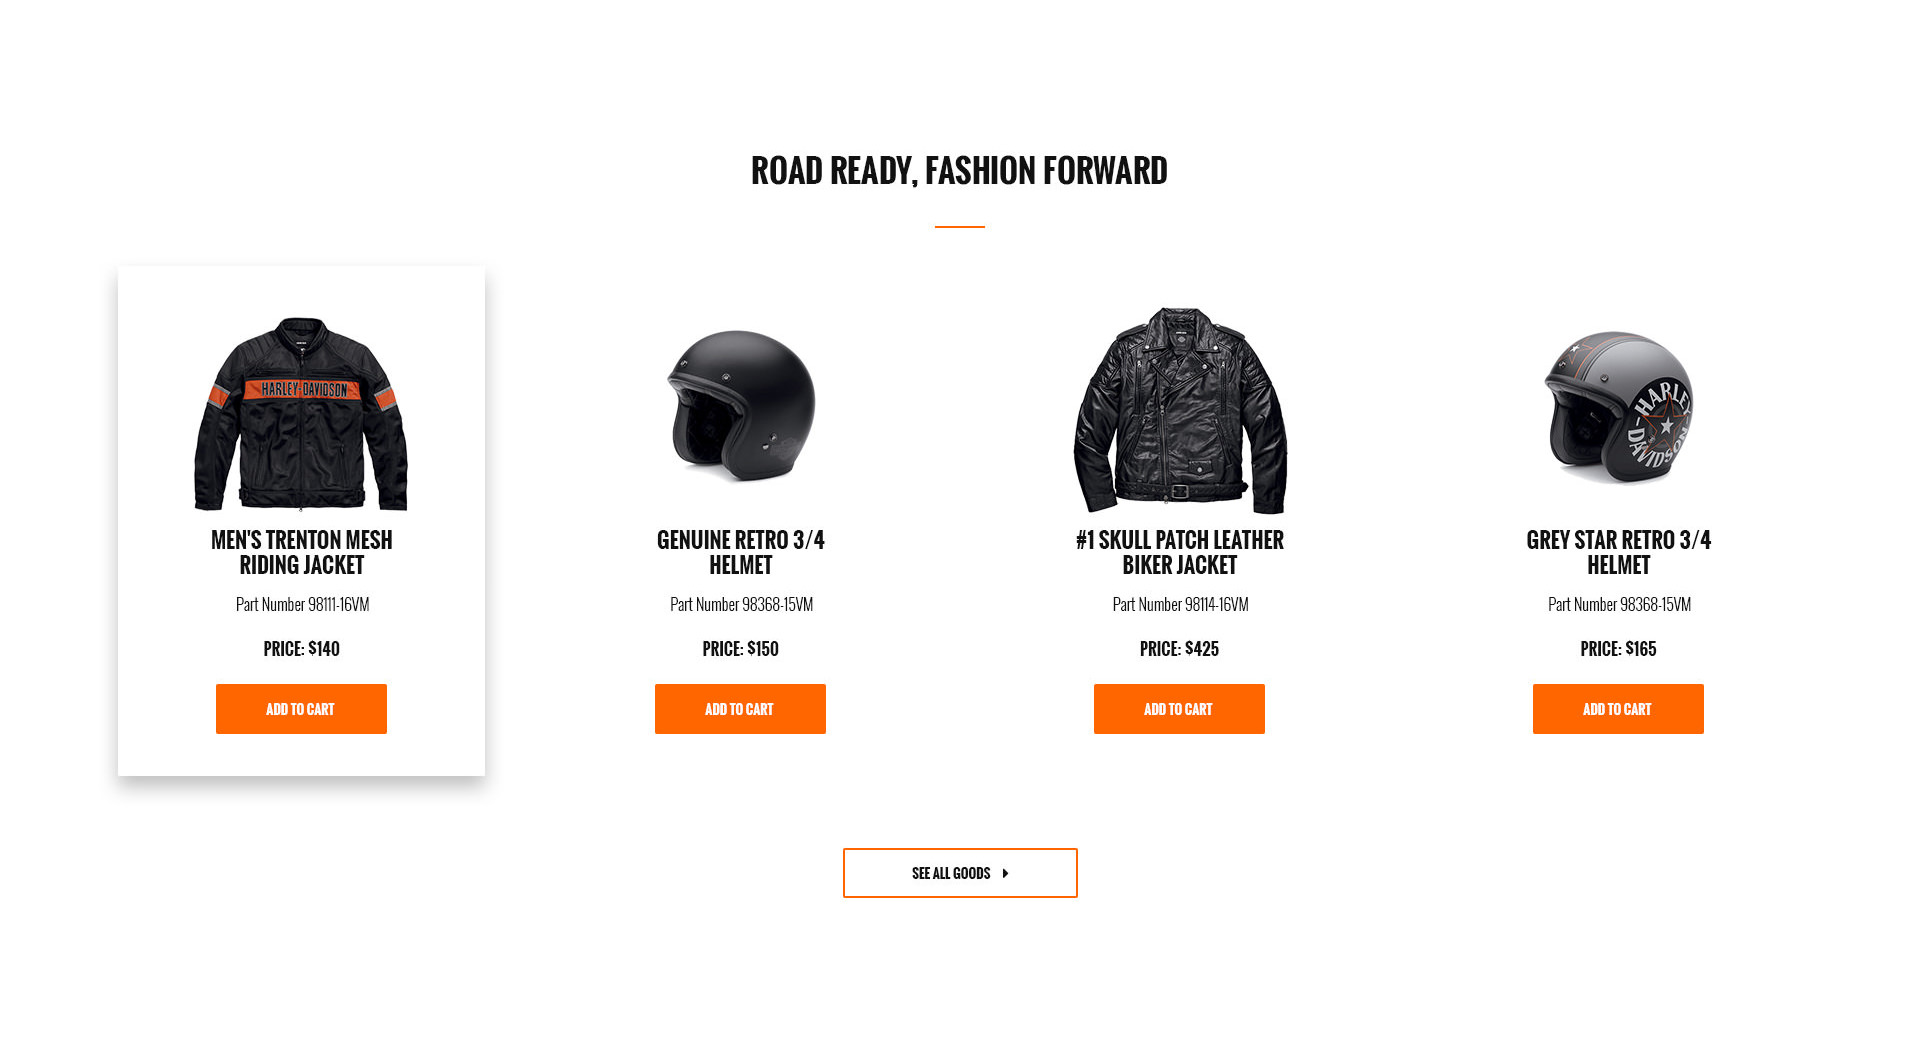 ROAD READY, FASHION FORWARD
HARLEY-DAVIDSON
MEN'S TRENTON MESH
RIDING JACKET
Part Number 98111-16VM
PRICE: $140
ADD TO CART
GENUINE RETRO 3/4
HELMET
Part Number 98368-15VM
PRICE: $150
ADD TO CART
#1 SKULL PATCH LEATHER
BIKER JACKET
Part Number 98114-16VM
PRICE: $425
ADD TO CART
HARLEY
DAVIDSON
GREY STAR RETRO 3/4
HELMET
Part Number 98368-15VM
PRICE: $165
ADD TO CART
SEE ALL GOODS